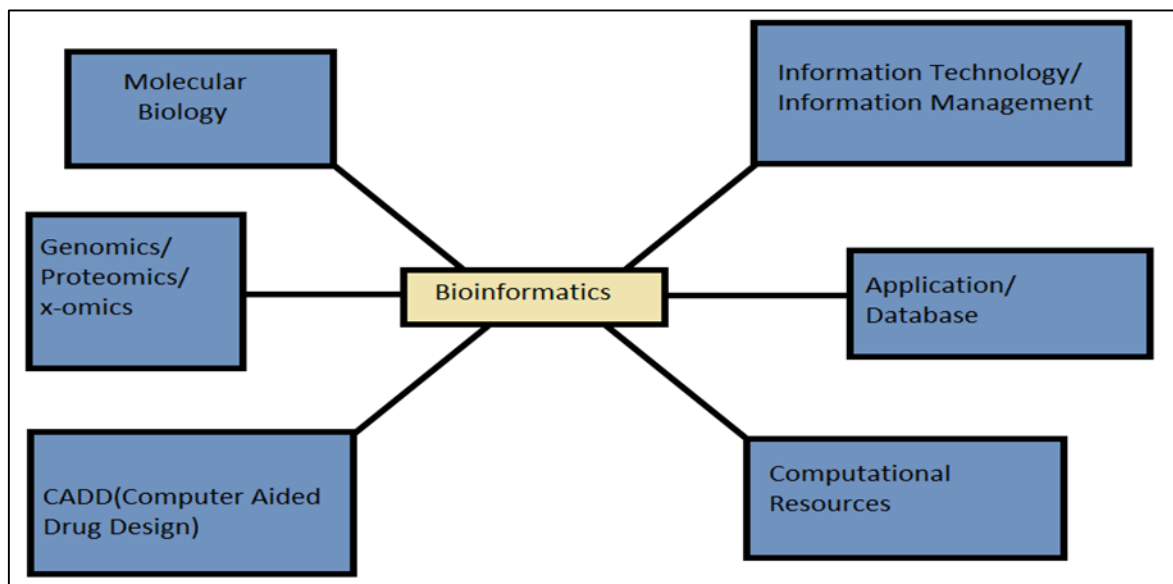 Molecular
Biology
Information Technology/
Information Management
Genomics/
Proteomics/
x-omics
Bioinformatics
Application/
Database
CADD(Computer Aided
Drug Design)
Computational
Resources